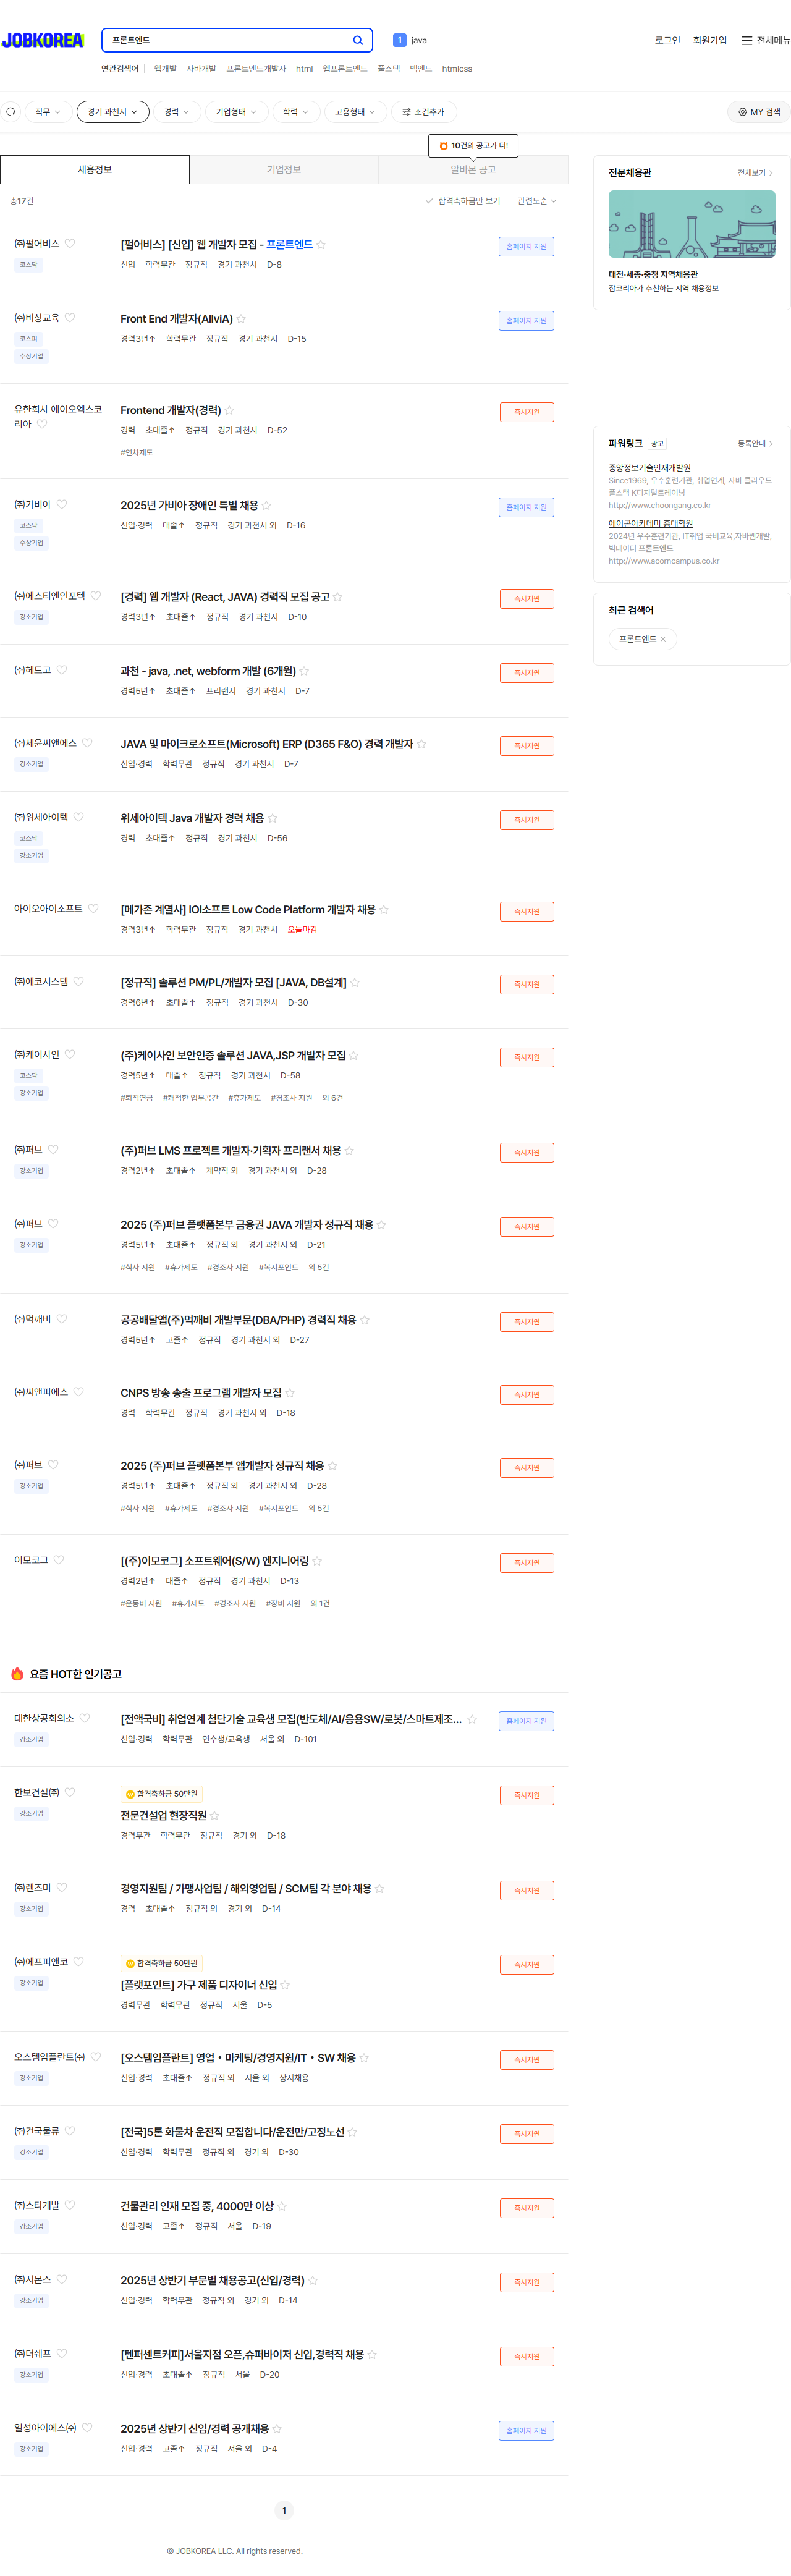 JOBKOREA
프론트엔드
1 java
로그인 회원가입 전체메뉴
연관검색어 웹개발 자바개발 프론트엔드개발자 html 웹프론트엔드 풀스택 백엔드 htmlcss
직무 경기 과천시 경력 기업형태 학력 고용형태 조건추가 MY 검색
10건의 공고가 더!
채용정보 기업정보 알바몬 공고
총17건 합격축하금만 보기 관련도순
㈜펄어비스
코스닥
[펄어비스] [신입] 웹 개발자 모집 - 프론트엔드
신입 학력무관 정규직 경기 과천시 D-8
홈페이지 지원
㈜비상교육
코스피
수상기업
Front End 개발자(AllviA)
경력3년↑ 학력무관 정규직 경기 과천시 D-15
홈페이지 지원
유한회사 에이오엑스코
리아
Frontend 개발자(경력)
경력 초대졸↑ 정규직 경기 과천시 D-52
#연차제도
즉시지원
㈜가비아
코스닥
수상기업
2025년 가비아 장애인 특별 채용
신입·경력 대졸↑ 정규직 경기 과천시 외 D-16
홈페이지 지원
㈜에스티엔인포텍
강소기업
[경력] 웹 개발자 (React, JAVA) 경력직 모집 공고
경력3년↑ 초대졸↑ 정규직 경기 과천시 D-10
즉시지원
㈜헤드고
과천 - java, .net, webform 개발 (6개월)
경력5년↑ 초대졸↑ 프리랜서 경기 과천시 D-7
즉시지원
㈜세윤씨앤에스
강소기업
JAVA 및 마이크로소프트(Microsoft) ERP (D365 F&O) 경력 개발자
신입·경력 학력무관 정규직 경기 과천시 D-7
즉시지원
㈜위세아이텍
코스닥
강소기업
위세아이텍 Java 개발자 경력 채용
경력 초대졸↑ 정규직 경기 과천시 D-56
즉시지원
아이오아이소프트
[메가존 계열사] IOI소프트 Low Code Platform 개발자 채용
경력3년↑ 학력무관 정규직 경기 과천시 오늘마감
즉시지원
㈜에코시스템
[정규직] 솔루션 PM/PL/개발자 모집 [JAVA, DB설계]
경력6년↑ 초대졸↑ 정규직 경기 과천시 D-30
즉시지원
㈜케이사인
코스닥
강소기업
(주)케이사인 보안인증 솔루션 JAVA,JSP 개발자 모집
경력5년↑ 대졸↑ 정규직 경기 과천시 D-58
#퇴직연금 #쾌적한 업무공간 #휴가제도 #경조사 지원 외 6건
즉시지원
㈜퍼브
강소기업
(주)퍼브 LMS 프로젝트 개발자·기획자 프리랜서 채용
경력2년↑ 초대졸↑ 계약직 외 경기 과천시 외 D-28
즉시지원
㈜퍼브
강소기업
2025 (주)퍼브 플랫폼본부 금융권 JAVA 개발자 정규직 채용
경력5년↑ 초대졸↑ 정규직 외 경기 과천시 외 D-21
#식사 지원 #휴가제도 #경조사 지원 #복지포인트 외 5건
즉시지원
㈜먹깨비
공공배달앱(주)먹깨비 개발부문(DBA/PHP) 경력직 채용
경력5년↑ 고졸↑ 정규직 경기 과천시 외 D-27
즉시지원
㈜씨앤피에스
CNPS 방송 송출 프로그램 개발자 모집
경력 학력무관 정규직 경기 과천시 외 D-18
즉시지원
㈜퍼브
강소기업
2025 (주)퍼브 플랫폼본부 앱개발자 정규직 채용
경력5년↑ 초대졸↑ 정규직 외 경기 과천시 외 D-28
#식사 지원 #휴가제도 #경조사 지원 #복지포인트 외 5건
즉시지원
이모코그
[(주)이모코그] 소프트웨어(S/W) 엔지니어링
경력2년↑ 대졸↑ 정규직 경기 과천시 D-13
#운동비 지원 #휴가제도 #경조사 지원 #장비 지원 외 1건
즉시지원
요즘 HOT한 인기공고
대한상공회의소
강소기업
[전액국비] 취업연계 첨단기술 교육생 모집(반도체/AI/응용SW/로봇/스마트제조...
신입·경력 학력무관 연수생/교육생 서울 외 D-101
홈페이지 지원
한보건설㈜
강소기업
합격축하금 50만원
전문건설업 현장직원
경력무관 학력무관 정규직 경기 외 D-18
즉시지원
㈜렌즈미
강소기업
경영지원팀 / 가맹사업팀 / 해외영업팀 / SCM팀 각 분야 채용
경력 초대졸↑ 정규직 외 경기 외 D-14
즉시지원
㈜에프피앤코
강소기업
합격축하금 50만원
[플랫포인트] 가구 제품 디자이너 신입
경력무관 학력무관 정규직 서울 D-5
즉시지원
오스템임플란트㈜
강소기업
[오스템임플란트] 영업・마케팅/경영지원/IT・SW 채용
신입·경력 초대졸↑ 정규직 외 서울 외 상시채용
즉시지원
㈜건국물류
강소기업
[전국]5톤 화물차 운전직 모집합니다/운전만/고정노선
신입·경력 학력무관 정규직 외 경기 외 D-30
즉시지원
㈜스타개발
강소기업
건물관리 인재 모집 중, 4000만 이상
신입·경력 고졸↑ 정규직 서울 D-19
즉시지원
㈜시몬스
강소기업
2025년 상반기 부문별 채용공고(신입/경력)
신입·경력 학력무관 정규직 외 경기 외 D-14
즉시지원
㈜더쉐프
강소기업
[텐퍼센트커피]서울지점 오픈,슈퍼바이저 신입,경력직 채용
신입·경력 초대졸↑ 정규직 서울 D-20
즉시지원
일성아이에스㈜
강소기업
2025년 상반기 신입/경력 공개채용
신입·경력 고졸↑ 정규직 서울 외 D-4
홈페이지 지원
1
전문채용관 전체보기
대전·세종·충청 지역채용관
잡코리아가 추천하는 지역 채용정보
파워링크 광고 등록안내
중앙정보기술인재개발원
Since1969, 우수훈련기관, 취업연계, 자바 클라우드
풀스택 K디지털트레이닝
http://www.choongang.co.kr
에이콘아카데미 홍대학원
2024년 우수훈련기관, IT취업 국비교육,자바웹개발,
빅데이터 프론트엔드
http://www.acorncampus.co.kr
최근 검색어
프론트엔드
© JOBKOREA LLC. All rights reserved.